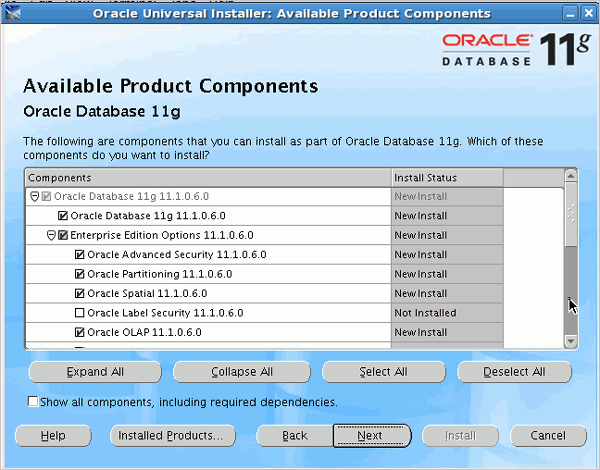 Oracle Universal Installer: Available Product Components
ORACLE
DATABASE 11g
Available Product Components
Oracle Database 11g
The following are components that you can install as part of Oracle Database 11g. Which of these
components do you want to install?
Components Install Status
Oracle Database 11g 11.1.0.6.0 New Install
Oracle Database 11g 11.1.0.6.0 New Install
Enterprise Edition Options 11.1.0.6.0 New Install
Oracle Advanced Security 11.1.0.6.0 New Install
Oracle Partitioning 11.1.0.6.0 New Install
Oracle Spatial 11.1.0.6.0 New Install
Oracle Label Security 11.1.0.6.0 Not Installed
Oracle OLAP 11.1.0.6.0 New Install
Expand All Collapse All Select All Deselect All
Show all components, including required dependencies.
Help Installed Products... Back Next Install Cancel